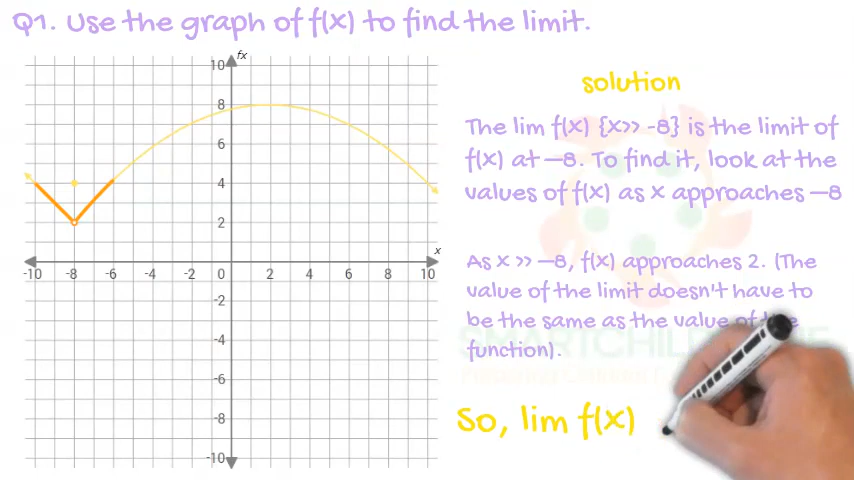 Q1. Use the graph of f(x) to find the limit.
fx
10
8
6
4
2
x
-10 -8 -6 -4 -2 0 2 4 6 8 10
-2
-4
-6
-8
-10
solution
The lim f(x) {x>> -8} is the limit of
f(x) at −8. To find it, look at the
values of f(x) as x approaches −8
As x >> −8, f(x) approaches 2. (The
value of the limit doesn't have to
be the same as the value of the
function).
So, lim f(x)